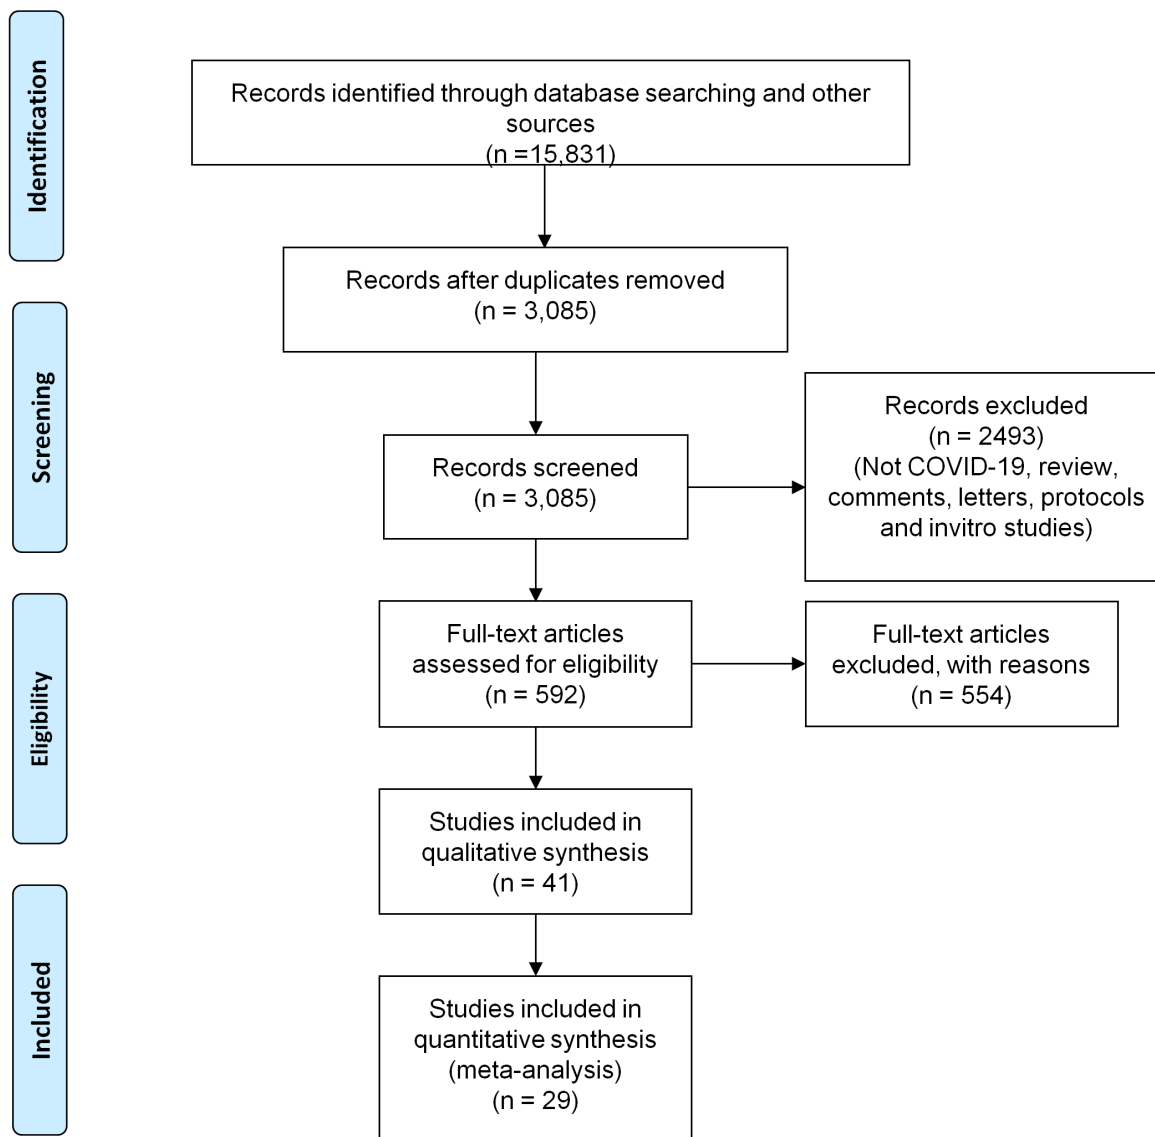 Identification
Records identified through database searching and other
sources
(n =15,831)
Records after duplicates removed
(n = 3,085)
Screening
Records screened
(n = 3,085)
Records excluded
(n = 2493)
(Not COVID-19, review,
comments, letters, protocols
and invitro studies)
Eligibility
Full-text articles
assessed for eligibility
(n = 592)
Full-text articles
excluded, with reasons
(n = 554)
Studies included in
qualitative synthesis
(n = 41)
Included
Studies included in
quantitative synthesis
(meta-analysis)
(n = 29)